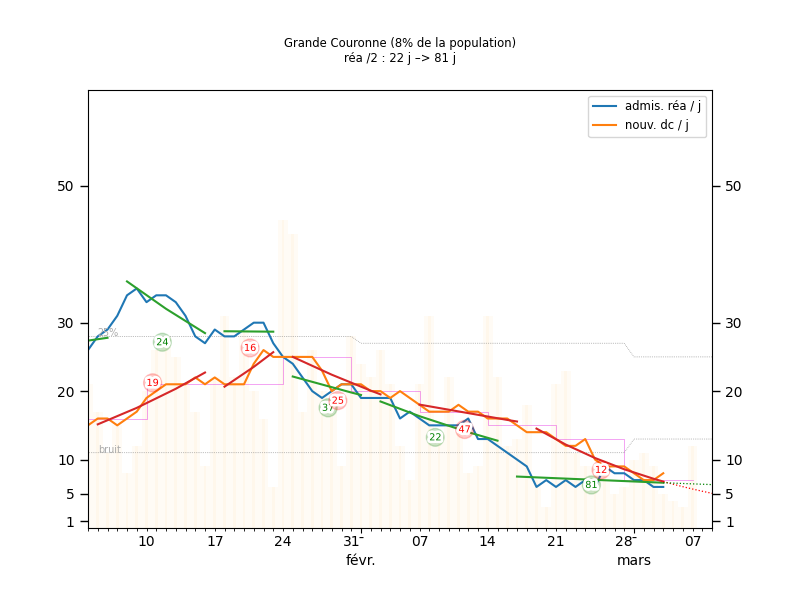 Grande Couronne (8% de la population)
réa /2 : 22 j –> 81 j
admis. réa / j
nouv. dc / j
50 50
30 30
25%
24
16
19
20 20
37 25
22 47
bruit
10 10
12
81
5 5
1 1
10 17 24 31 07 14 21 28 07
févr. mars